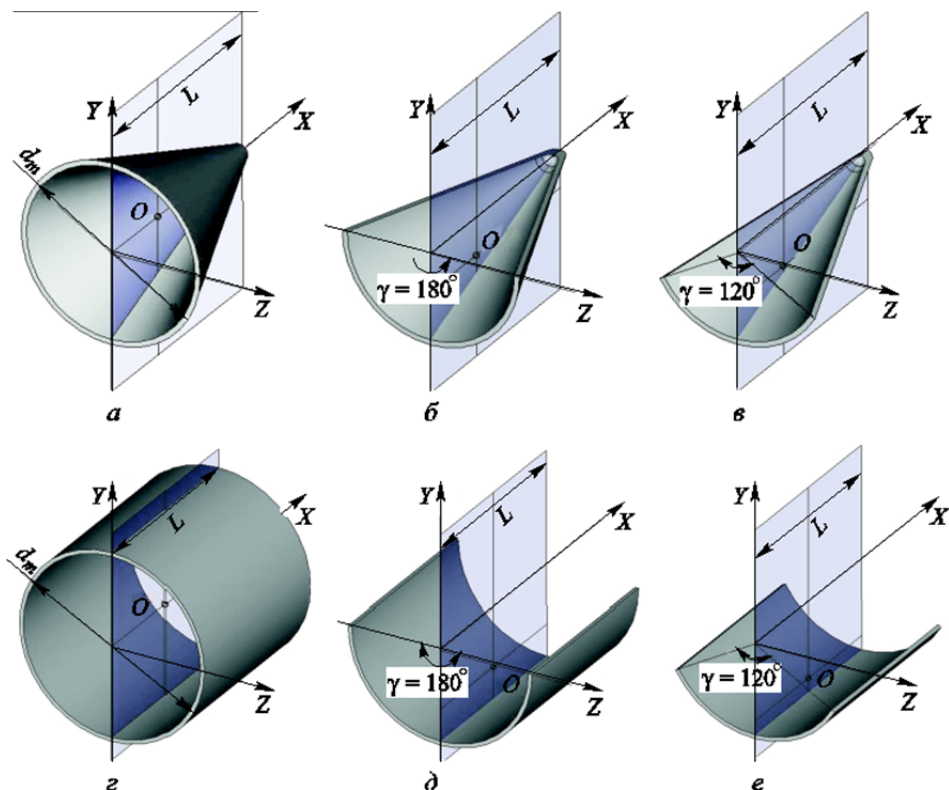 Y
L
X
d_m
O
Z
а
Y
L
X
O
γ = 180°
Z
б
Y
L
X
O
γ = 120°
Z
в
Y
L
X
d_m
O
Z
г
Y
L
X
γ = 180°
O
Z
д
Y
L
X
γ = 120°
O
Z
е